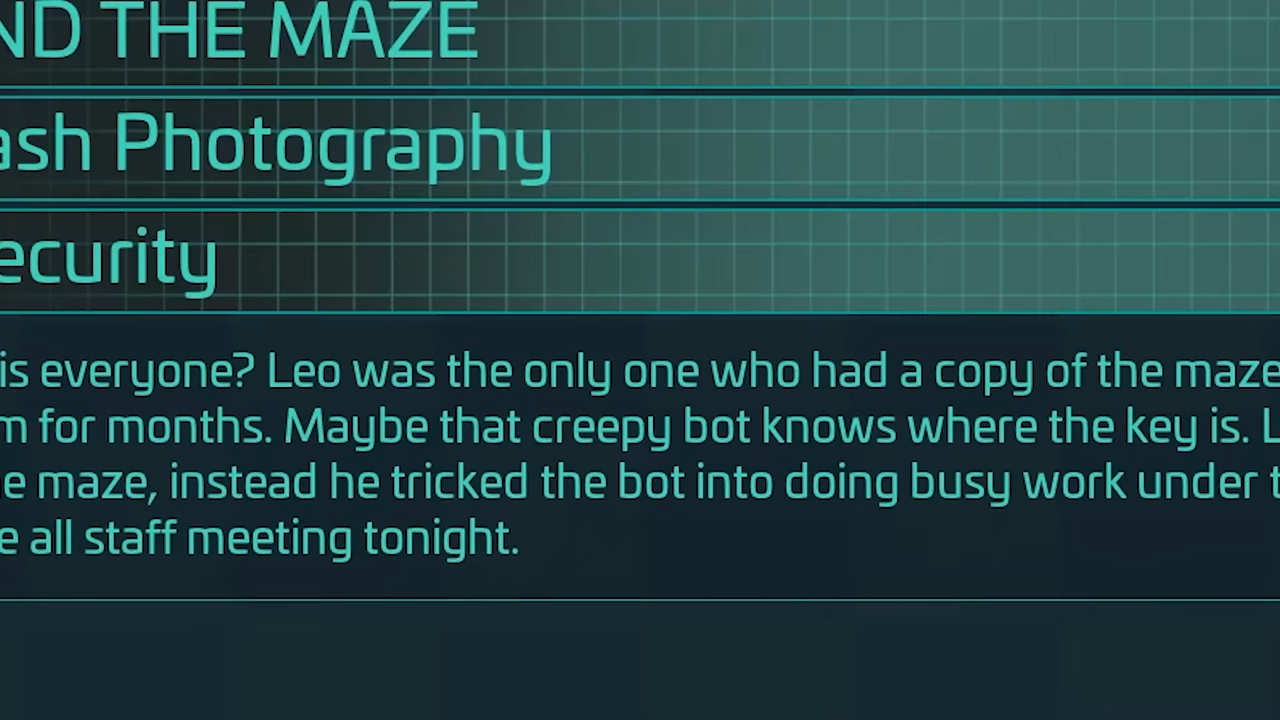 ND THE MAZE
ash Photography
ecurity
is everyone? Leo was the only one who had a copy of the maze
m for months. Maybe that creepy bot knows where the key is. L
e maze, instead he tricked the bot into doing busy work under t
e all staff meeting tonight.